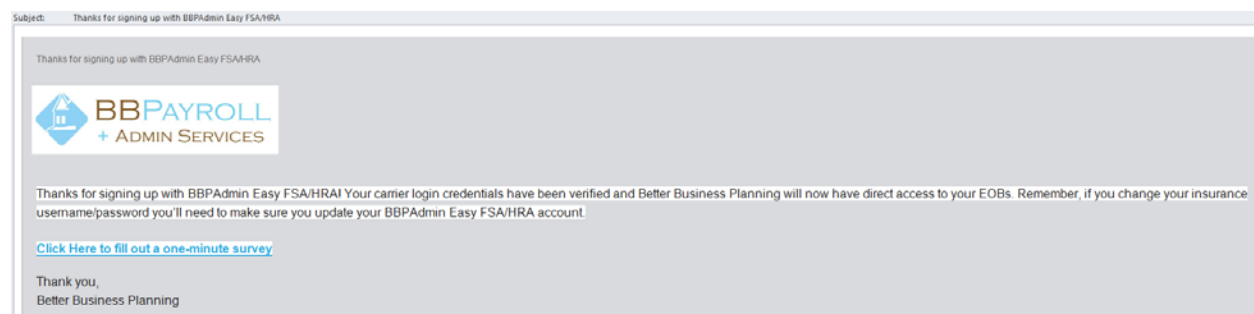 Subject: Thanks for signing up with BBPAdmin Easy FSA/HRA
Thanks for signing up with BBPAdmin Easy FSA/HRA
BBPAYROLL
+ ADMIN SERVICES
Thanks for signing up with BBPAdmin Easy FSA/HRA! Your carrier login credentials have been verified and Better Business Planning will now have direct access to your EOBs. Remember, if you change your insurance
username/password you'll need to make sure you update your BBPAdmin Easy FSA/HRA account.
Click Here to fill out a one-minute survey
Thank you,
Better Business Planning